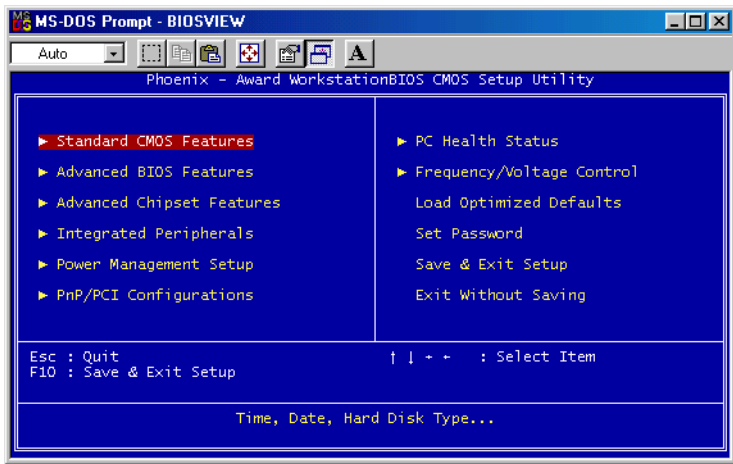 MS-DOS Prompt - BIOSVIEW
Auto
A
Phoenix - Award WorkstationBIOS CMOS Setup Utility
► Standard CMOS Features
► Advanced BIOS Features
► Advanced Chipset Features
► Integrated Peripherals
► Power Management Setup
► PnP/PCI Configurations
► PC Health Status
► Frequency/Voltage Control
Load Optimized Defaults
Set Password
Save & Exit Setup
Exit Without Saving
Esc : Quit
F10 : Save & Exit Setup
↑ ↓ + ← : Select Item
Time, Date, Hard Disk Type...